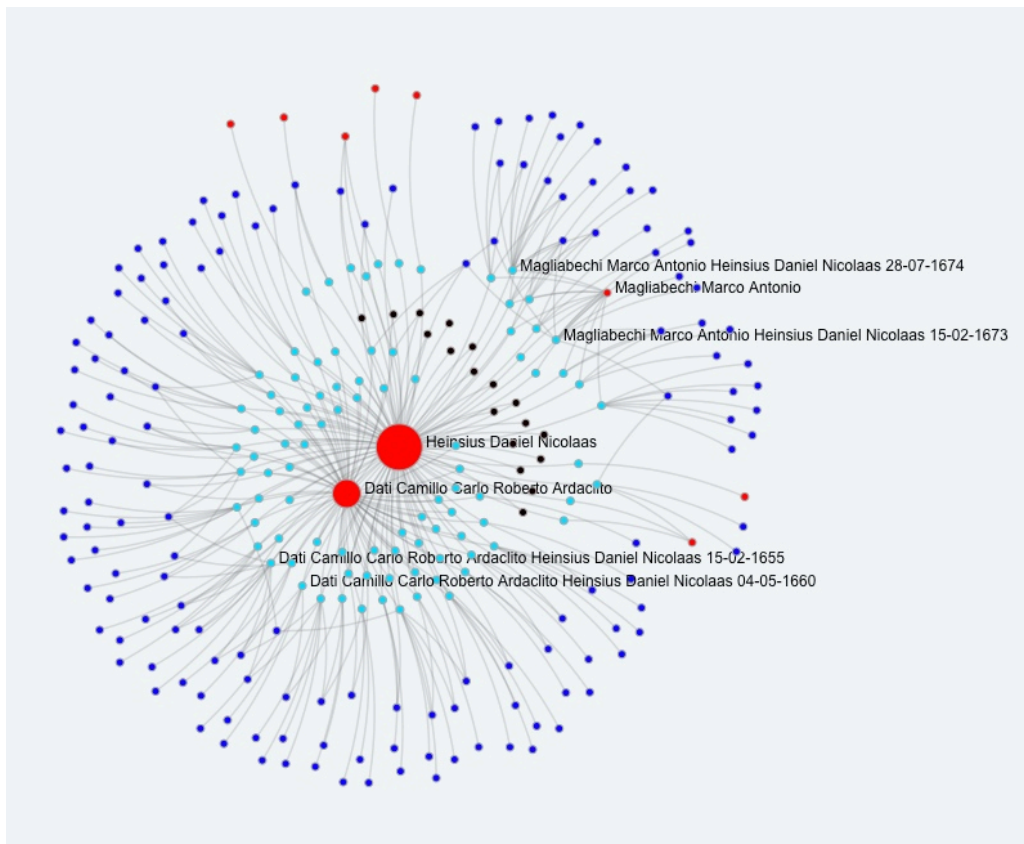 Magliabechi Marco Antonio Heinsius Daniel Nicolaas 28-07-1674
Magliabechi Marco Antonio
Magliabechi Marco Antonio Heinsius Daniel Nicolaas 15-02-1673
Heinsius Daniel Nicolaas
Dati Camillo Carlo Roberto Ardaclito
Dati Camillo Carlo Roberto Ardaclito Heinsius Daniel Nicolaas 15-02-1655
Dati Camillo Carlo Roberto Ardaclito Heinsius Daniel Nicolaas 04-05-1660